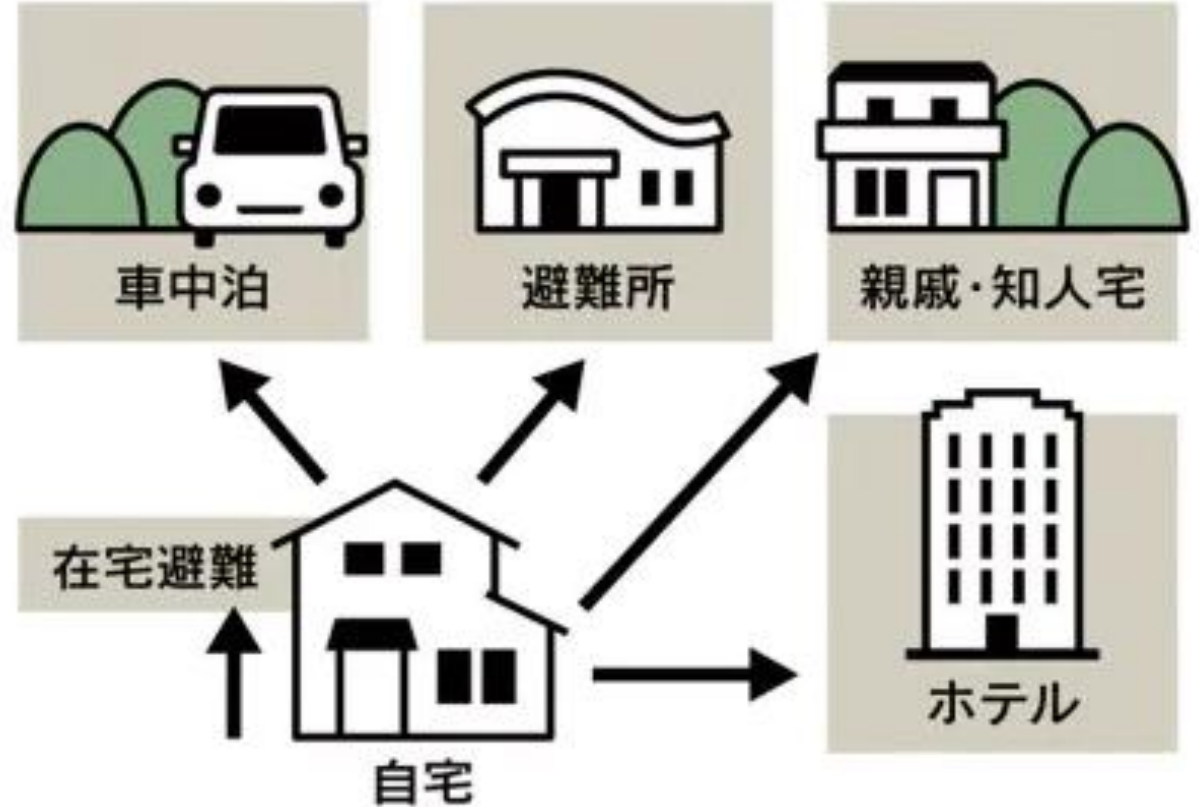 車中泊
避難所
親戚・知人宅
在宅避難
ホテル
自宅